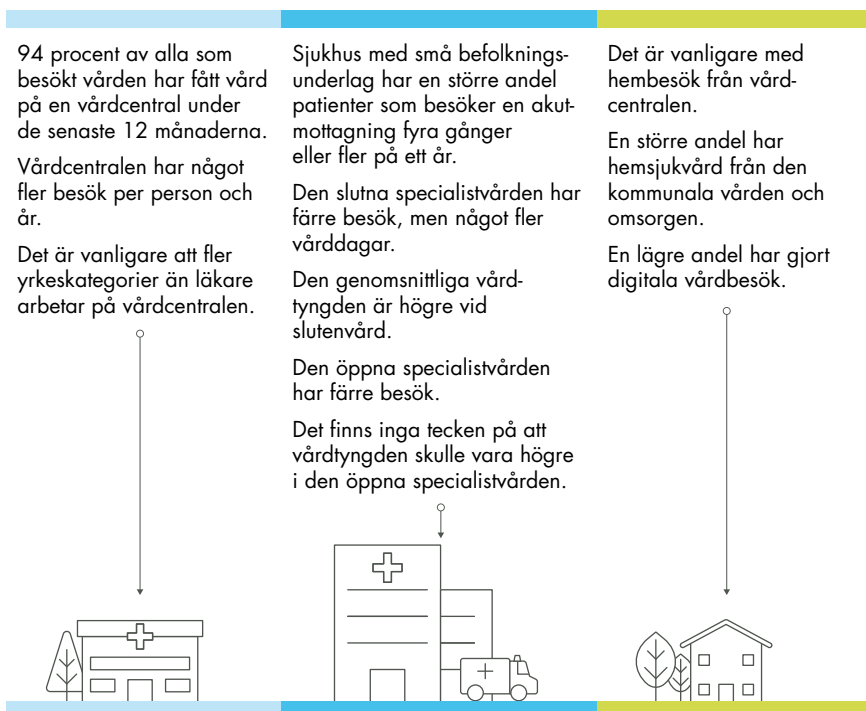 94 procent av alla som
besökt vården har fått vård
på en vårdcentral under
de senaste 12 månaderna.
Vårdcentralen har något
fler besök per person och
år.
Det är vanligare att fler
yrkeskategorier än läkare
arbetar på vårdcentralen.
Sjukhus med små befolknings-
underlag har en större andel
patienter som besöker en akut-
mottagning fyra gånger
eller fler på ett år.
Den slutna specialistvården har
färre besök, men något fler
vårddagar.
Den genomsnittliga vård-
tyngden är högre vid
slutenvård.
Den öppna specialistvården
har färre besök.
Det finns inga tecken på att
vårdtyngden skulle vara högre
i den öppna specialistvården.
Det är vanligare med
hembesök från vård-
centralen.
En större andel har
hemsjukvård från den
kommunala vården och
omsorgen.
En lägre andel har gjort
digitala vårdbesök.